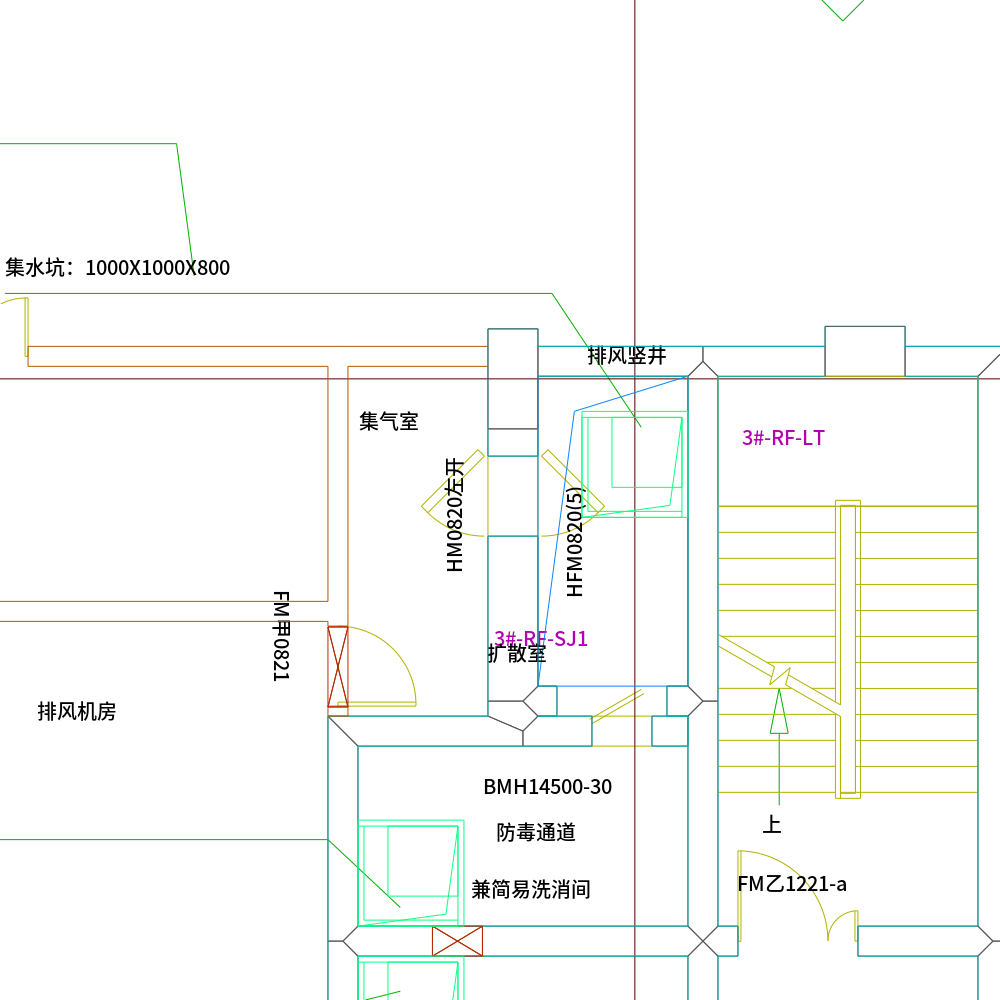 集水坑：1000X1000X800
排风竖井
集气室
3#-RF-LT
HM0820左开
HFM0820(5)
FM甲0821
3#-RF-SJ1
扩散室
排风机房
BMH14500-30
上
防毒通道
FM乙1221-a
兼简易洗消间